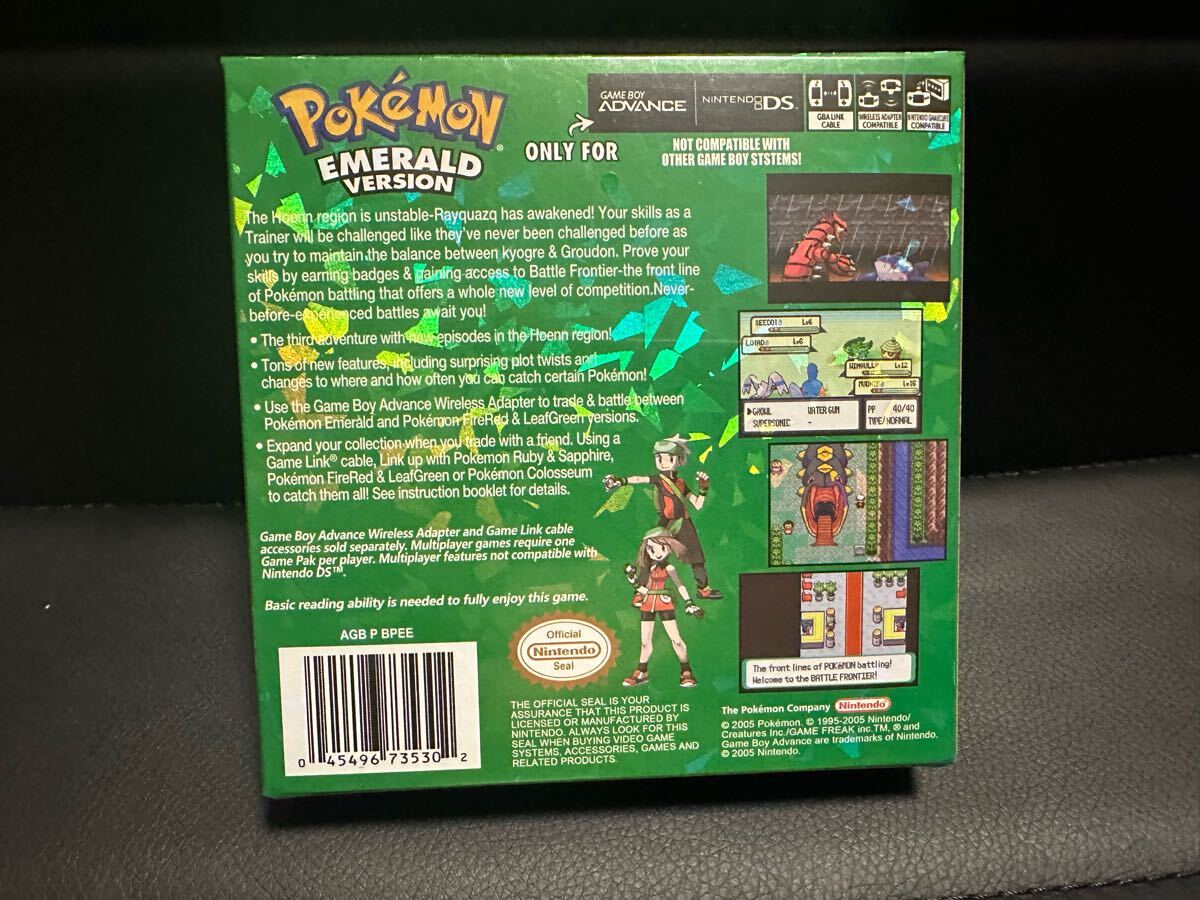 POKéMON
EMERALD
VERSION
ONLY FOR
GAME BOY
ADVANCE
NINTENDO DS™
GBA LINK
CABLE
WIRELESS ADAPTER
COMPATIBLE
NINTENDO GAMECUBE
COMPATIBLE
NOT COMPATIBLE WITH
OTHER GAME BOY STSTEMS!
The Hoenn region is unstable-Rayquazq has awakened! Your skills as a
Trainer will be challenged like they've never been challenged before as
you try to maintain the balance between kyogre & Groudon. Prove your
skills by earning badges & gaining access to Battle Frontier-the front line
of Pokémon battling that offers a whole new level of competition.Never-
before-experienced battles await you!
• The third adventure with new episodes in the Hoenn region!
• Tons of new features, including surprising plot twists and
changes to where and how often you can catch certain Pokémon!
• Use the Game Boy Advance Wireless Adapter to trade & battle between
Pokémon Emerald and Pokémon FireRed & LeafGreen versions.
• Expand your collection when you trade with a friend. Using a
Game Link® cable, Link up with Pokemon Ruby & Sapphire,
Pokémon FireRed & LeafGreen or Pokémon Colosseum
to catch them all! See instruction booklet for details.
Game Boy Advance Wireless Adapter and Game Link cable
accessories sold separately. Multiplayer games require one
Game Pak per player. Multiplayer features not compatible with
Nintendo DS™.
Basic reading ability is needed to fully enjoy this game.
AGB P BPEE
0 45496 73530 2
Official
Nintendo
Seal
THE OFFICIAL SEAL IS YOUR
ASSURANCE THAT THIS PRODUCT IS
LICENSED OR MANUFACTURED BY
NINTENDO. ALWAYS LOOK FOR THIS
SEAL WHEN BUYING VIDEO GAME
SYSTEMS, ACCESSORIES, GAMES AND
RELATED PRODUCTS.
SEEDOT♂ Lv6
LOTAD♂ Lv6
WINGULL♂ Lv12
MUDKIP♂ Lv16
▶GROWL WATER GUN
SUPERSONIC -
PP 40/40
TYPE/NORMAL
The front lines of POKéMON battling!
Welcome to the BATTLE FRONTIER!
The Pokémon Company Nintendo®
© 2005 Pokémon. © 1995-2005 Nintendo/
Creatures Inc./GAME FREAK inc.TM, ® and
Game Boy Advance are trademarks of Nintendo.
© 2005 Nintendo.